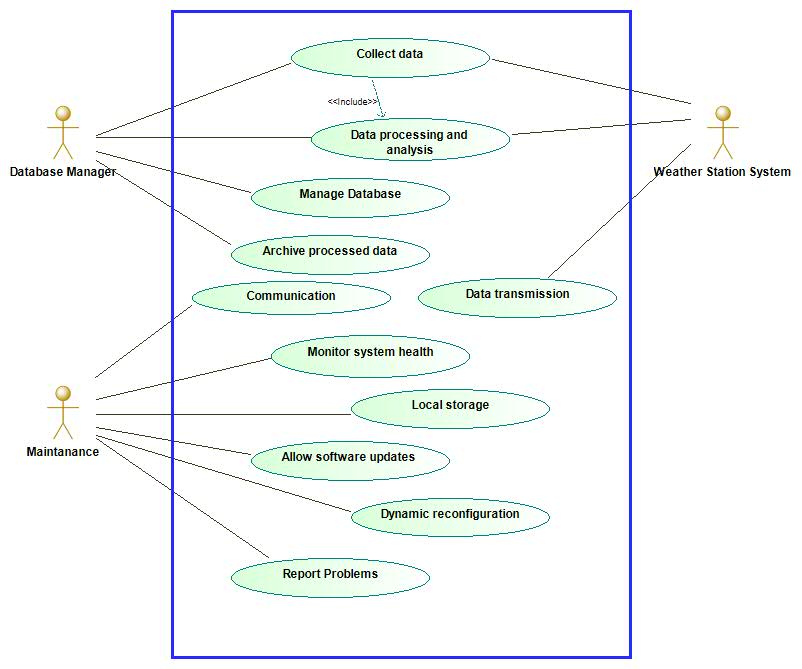 Collect data
<<Include>>
Data processing and
analysis
Database Manager
Weather Station System
Manage Database
Archive processed data
Communication
Data transmission
Monitor system health
Local storage
Maintanance
Allow software updates
Dynamic reconfiguration
Report Problems